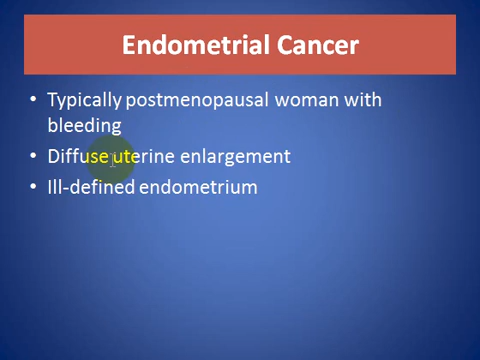 Endometrial Cancer
• Typically postmenopausal woman with
bleeding
• Diffuse uterine enlargement
• Ill-defined endometrium